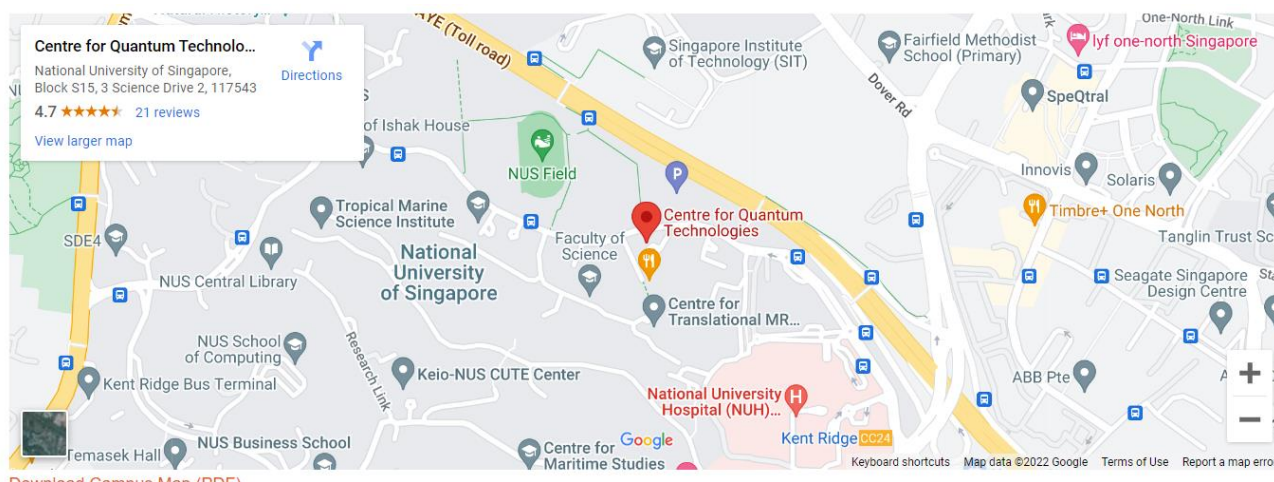 Centre for Quantum Technolo...
National University of Singapore,
Block S15, 3 Science Drive 2, 117543
4.7
21 reviews
View larger map
Directions
AYE (Toll road)
Singapore Institute
of Technology (SIT)
Fairfield Methodist
School (Primary)
One-North Link
lyf one-north Singapore
Dover Rd
SpeQtral
of Ishak House
NUS Field
P
Innovis
Solaris
Tropical Marine
Science Institute
Centre for Quantum
Technologies
Timbre+ One North
SDE4
National
University
of Singapore
Faculty of
Science
Tanglin Trust Sc
NUS Central Library
Seagate Singapore
Design Centre
Centre for
Translational MR...
NUS School
of Computing
Research Link
Kent Ridge Bus Terminal
Keio-NUS CUTE Center
ABB Pte
National University
Hospital (NUH)...
H
+
−
Temasek Hall
NUS Business School
Centre for
Maritime Studies
Google
Kent Ridge CC24
Keyboard shortcuts
Map data ©2022 Google
Terms of Use
Report a map erro
Download Campus Map (PDF)